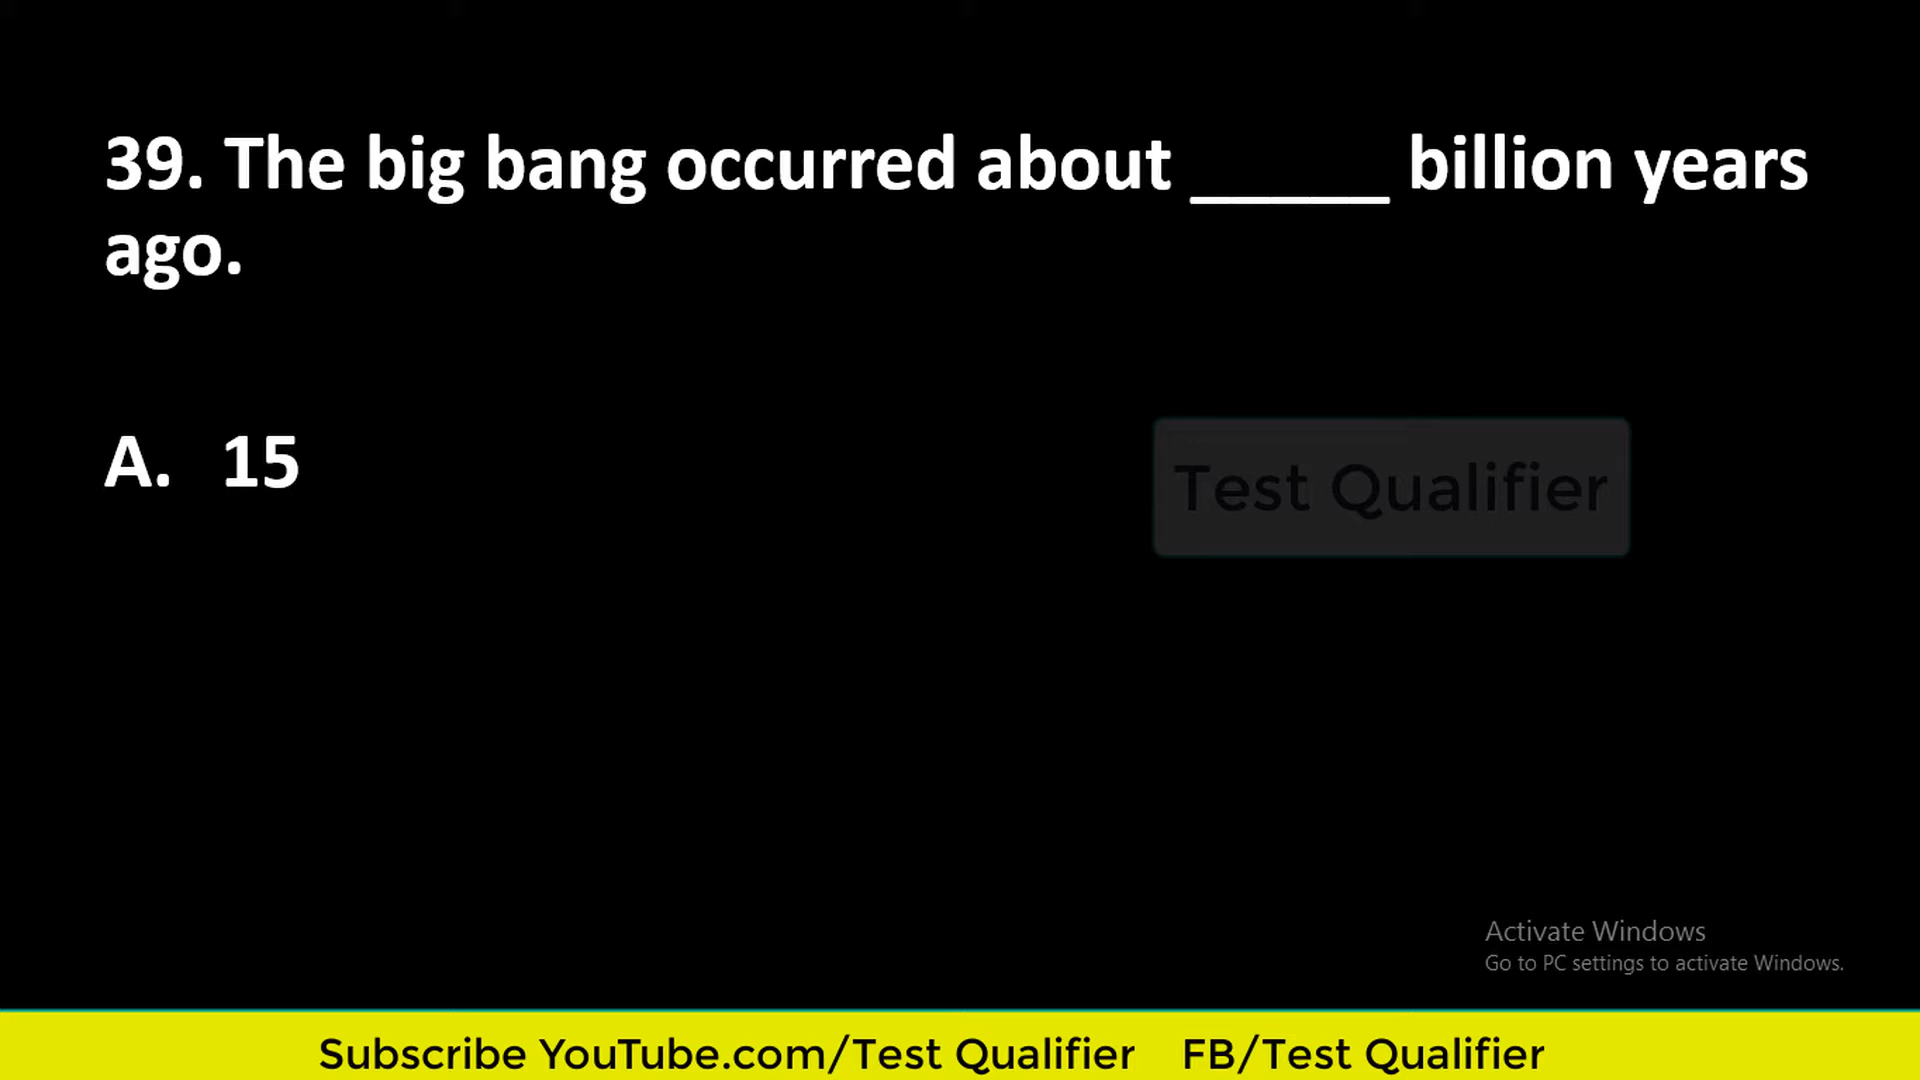 39. The big bang occurred about ______ billion years
ago.
A. 15
Test Qualifier
Activate Windows
Go to PC settings to activate Windows.
Subscribe YouTube.com/Test Qualifier FB/Test Qualifier